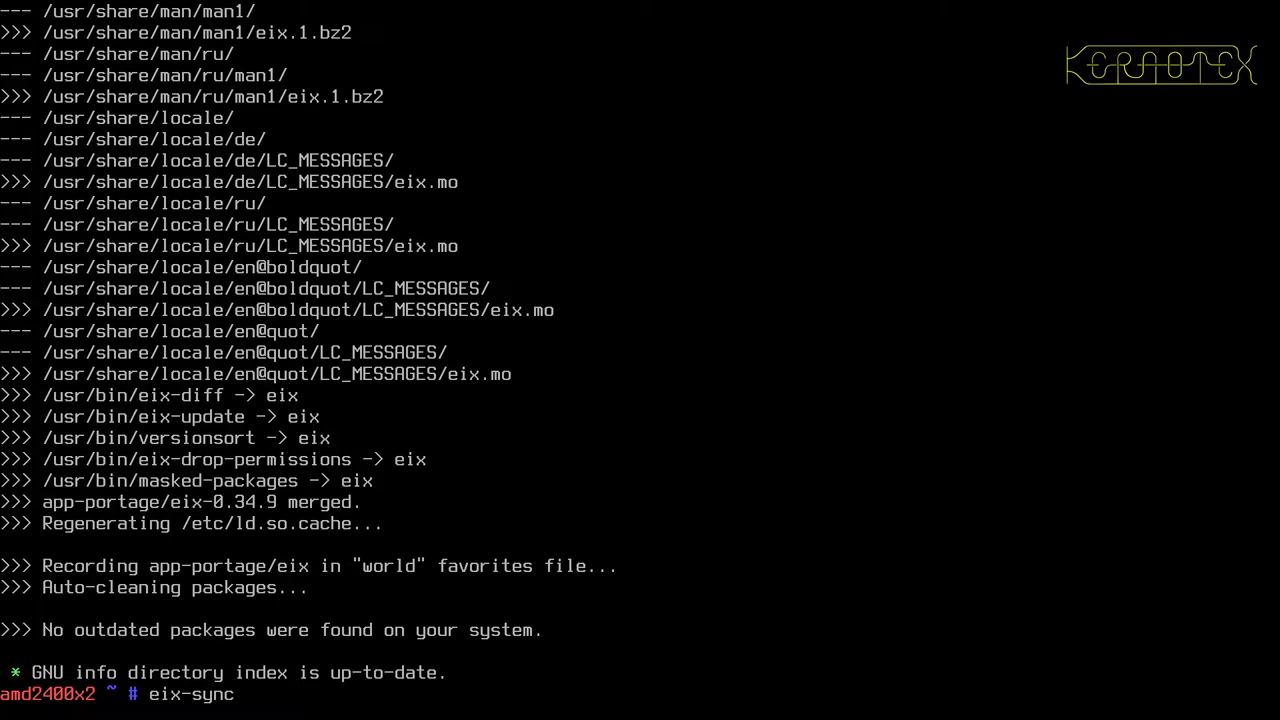 --- /usr/share/man/man1/
>>> /usr/share/man/man1/eix.1.bz2
--- /usr/share/man/ru/
--- /usr/share/man/ru/man1/
>>> /usr/share/man/ru/man1/eix.1.bz2
--- /usr/share/locale/
--- /usr/share/locale/de/
--- /usr/share/locale/de/LC_MESSAGES/
>>> /usr/share/locale/de/LC_MESSAGES/eix.mo
--- /usr/share/locale/ru/
--- /usr/share/locale/ru/LC_MESSAGES/
>>> /usr/share/locale/ru/LC_MESSAGES/eix.mo
--- /usr/share/locale/en@boldquot/
--- /usr/share/locale/en@boldquot/LC_MESSAGES/
>>> /usr/share/locale/en@boldquot/LC_MESSAGES/eix.mo
--- /usr/share/locale/en@quot/
--- /usr/share/locale/en@quot/LC_MESSAGES/
>>> /usr/share/locale/en@quot/LC_MESSAGES/eix.mo
>>> /usr/bin/eix-diff -> eix
>>> /usr/bin/eix-update -> eix
>>> /usr/bin/versionsort -> eix
>>> /usr/bin/eix-drop-permissions -> eix
>>> /usr/bin/masked-packages -> eix
>>> app-portage/eix-0.34.9 merged.
>>> Regenerating /etc/ld.so.cache...
>>> Recording app-portage/eix in "world" favorites file...
>>> Auto-cleaning packages...
>>> No outdated packages were found on your system.
* GNU info directory index is up-to-date.
amd2400x2 ~ # eix-sync